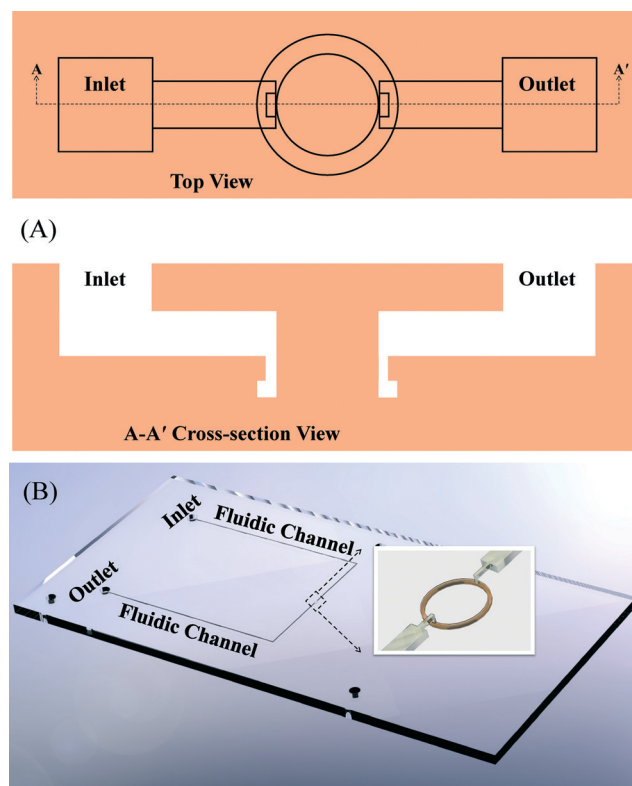 A
Inlet
Outlet
A′
Top View
(A)
Inlet
Outlet
A-A′ Cross-section View
(B)
Inlet
Fluidic Channel
Outlet
Fluidic Channel